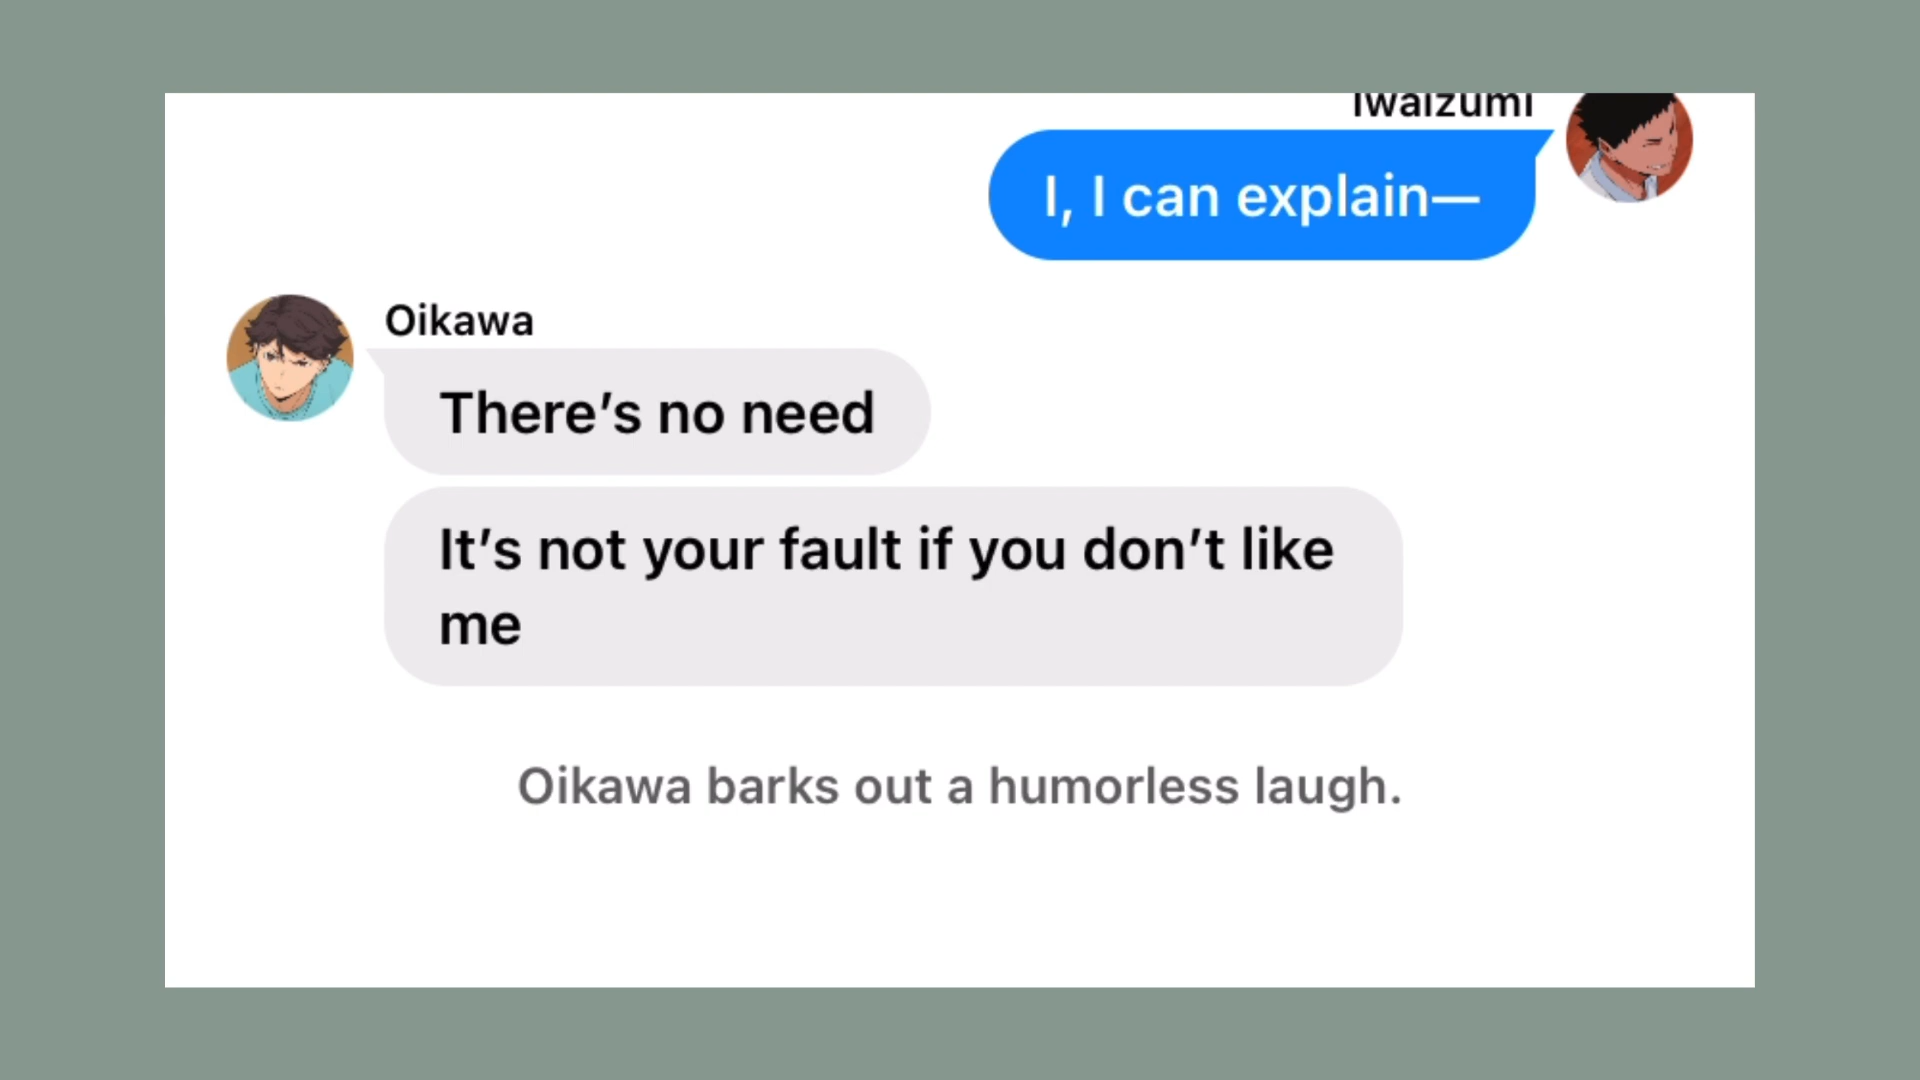 Iwaizumi
I, I can explain—
Oikawa
There’s no need
It’s not your fault if you don’t like
me
Oikawa barks out a humorless laugh.